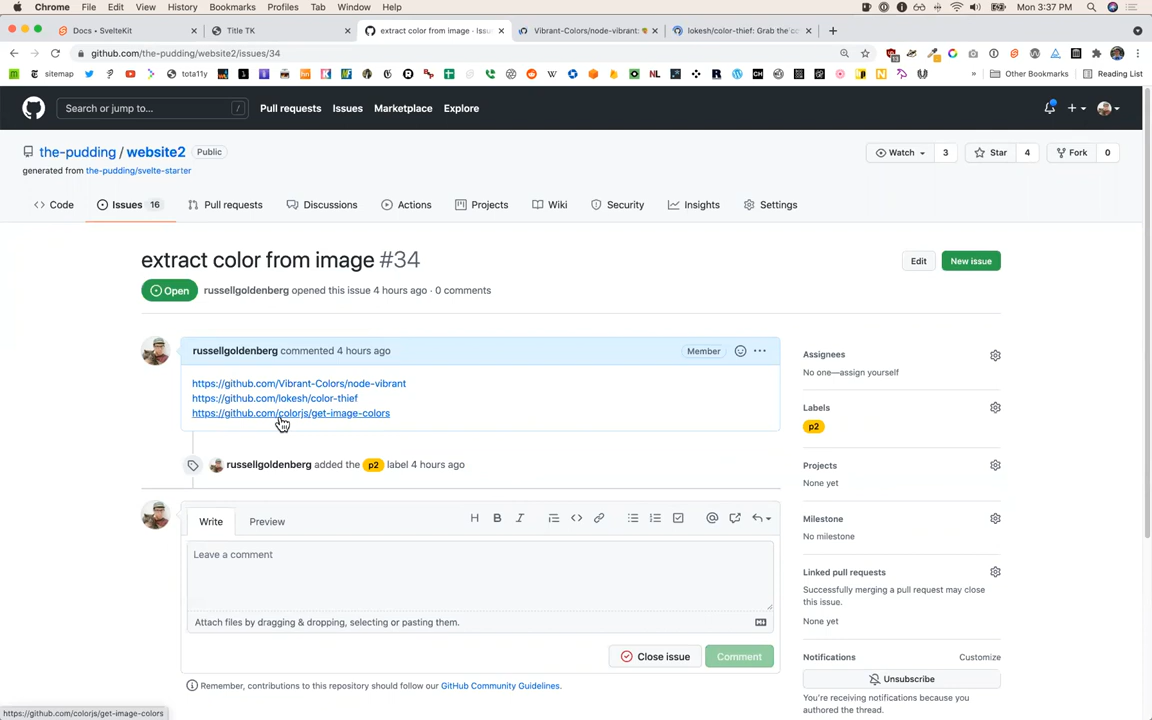 Chrome File Edit View History Bookmarks Profiles Tab Window Help Mon 3:37 PM
Docs • SvelteKit Title TK extract color from image · Issu Vibrant-Colors/node-vibrant: lokesh/color-thief: Grab the co
github.com/the-pudding/website2/issues/34
sitemap tota11y Other Bookmarks Reading List
Search or jump to... / Pull requests Issues Marketplace Explore
the-pudding / website2 Public Watch 3 Star 4 Fork 0
generated from the-pudding/svelte-starter
Code Issues 16 Pull requests Discussions Actions Projects Wiki Security Insights Settings
extract color from image #34 Edit New issue
Open russellgoldenberg opened this issue 4 hours ago · 0 comments
russellgoldenberg commented 4 hours ago Member
https://github.com/Vibrant-Colors/node-vibrant
https://github.com/lokesh/color-thief
https://github.com/colorjs/get-image-colors
russellgoldenberg added the p2 label 4 hours ago
Write Preview
Leave a comment
Attach files by dragging & dropping, selecting or pasting them.
Close issue Comment
Remember, contributions to this repository should follow our GitHub Community Guidelines.
Assignees
No one—assign yourself
Labels
p2
Projects
None yet
Milestone
No milestone
Linked pull requests
Successfully merging a pull request may close
this issue.
None yet
Notifications Customize
Unsubscribe
You're receiving notifications because you
authored the thread.
https://github.com/colorjs/get-image-colors